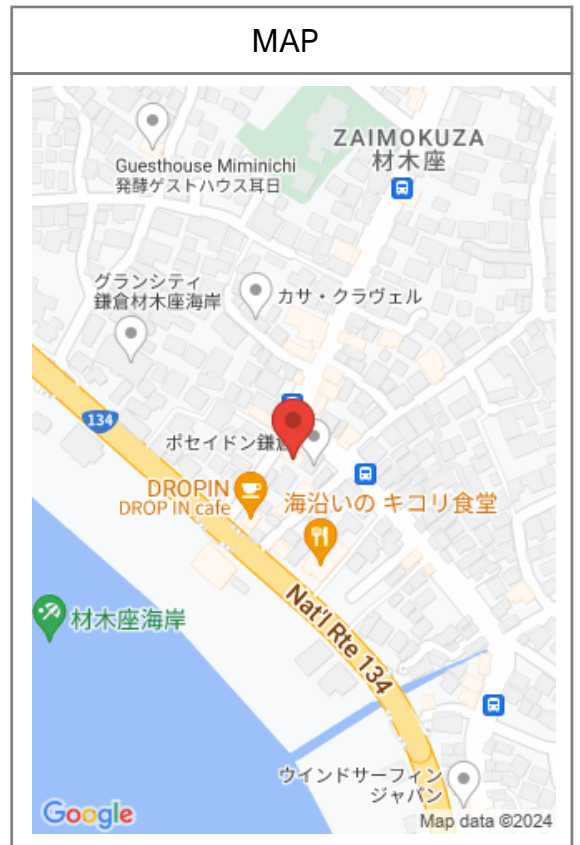 MAP
ZAIMOKUZA
材木座
Guesthouse Miminichi
発酵ゲストハウス耳日
グランシティ
鎌倉材木座海岸
カサ・クラヴェル
134
ポセイドン鎌倉
DROPIN
DROP IN cafe
海沿いの キコリ食堂
Nat'l Rte 134
材木座海岸
ウインドサーフィン
ジャパン
Google
Map data ©2024